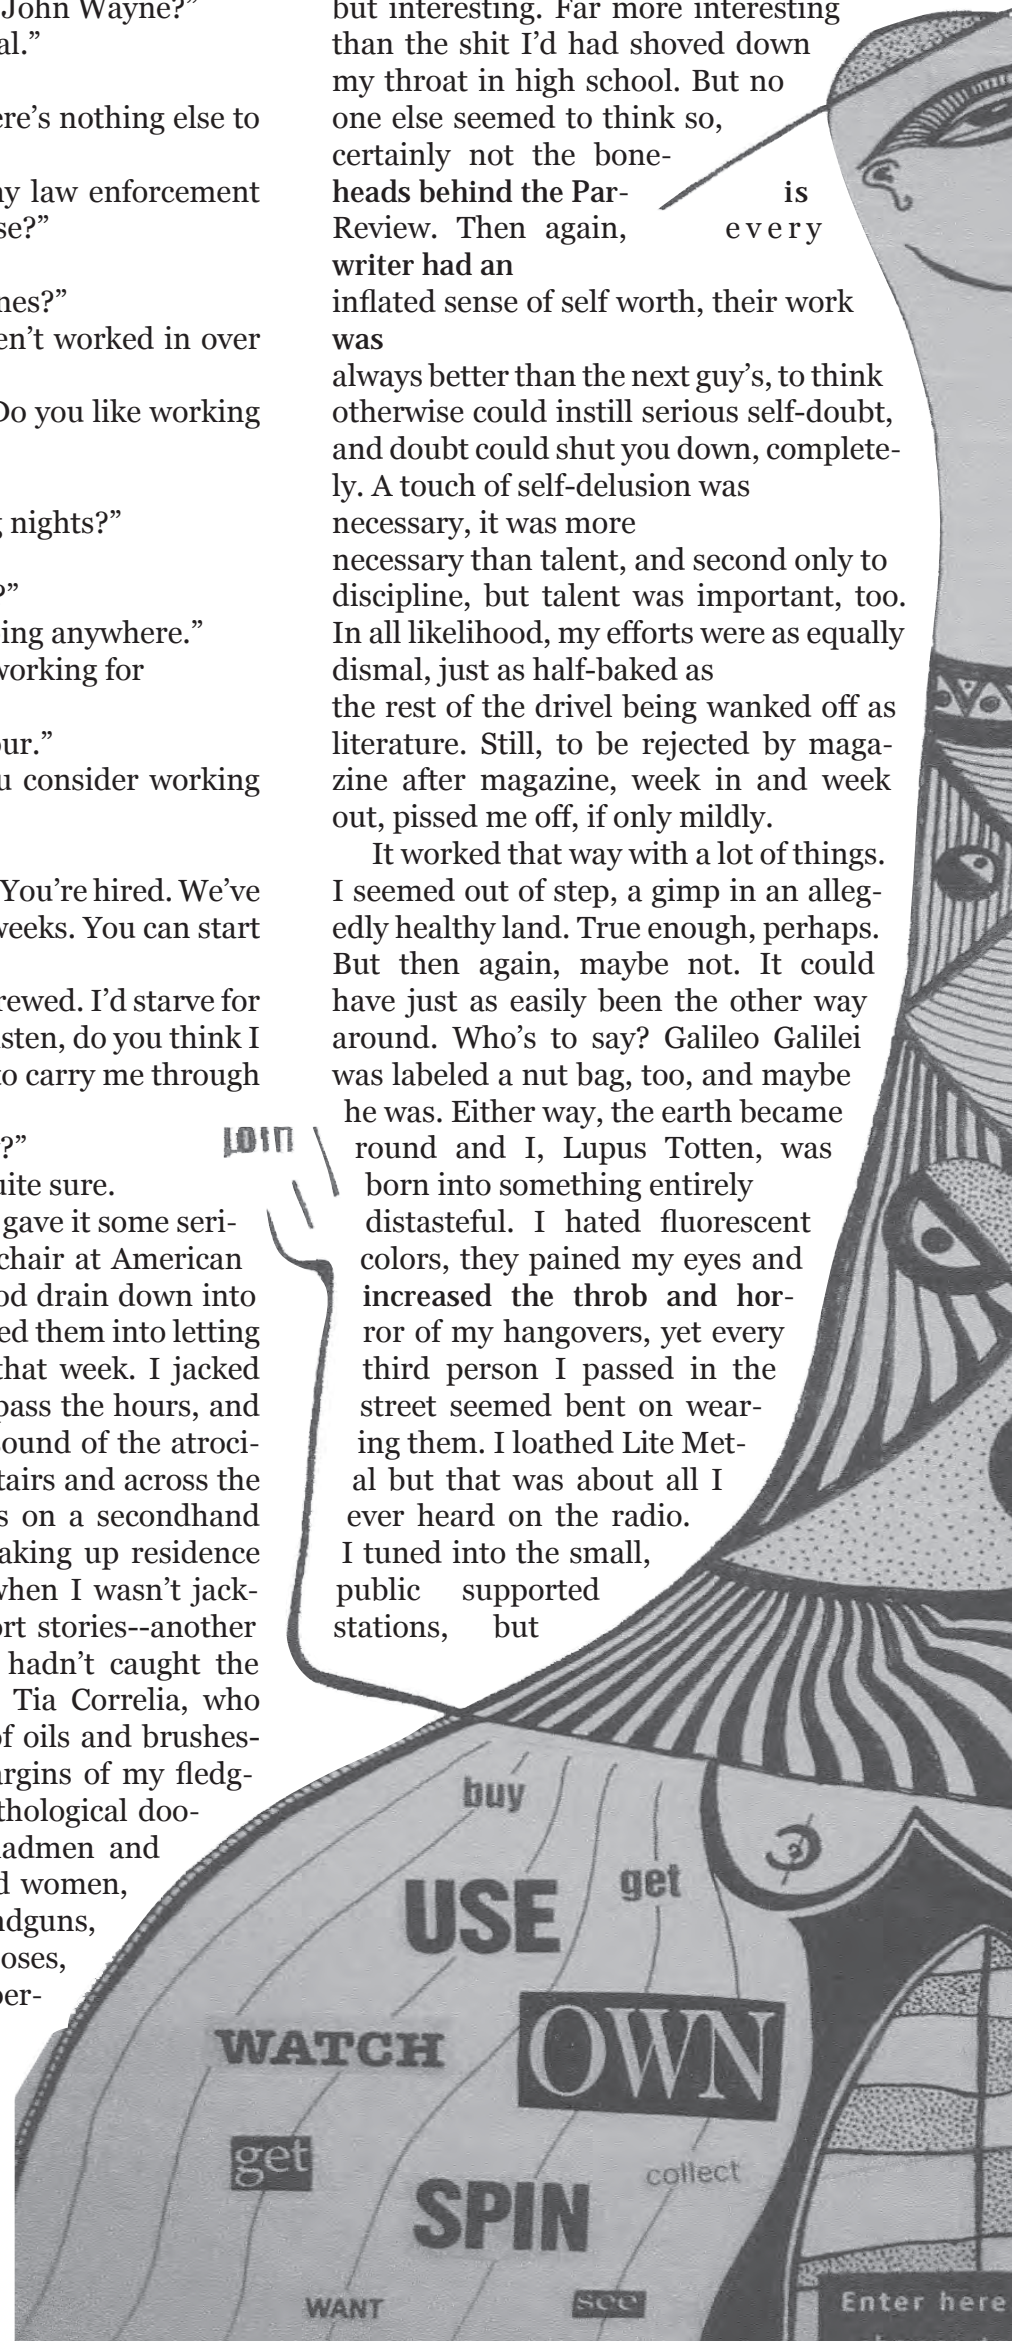 John Wayne?”
al.”
ere’s nothing else to
ny law enforcement
se?”
nes?”
en’t worked in over
Do you like working
g nights?”
?”
ing anywhere.”
working for
our.”
u consider working
You’re hired. We’ve
weeks. You can start
rewed. I’d starve for
isten, do you think I
to carry me through
?”
uite sure.
gave it some seri-
chair at American
od drain down into
ed them into letting
that week. I jacked
pass the hours, and
sound of the atroci-
tairs and across the
s on a secondhand
aking up residence
when I wasn’t jack-
ort stories--another
hadn’t caught the
Tia Correlia, who
of oils and brushes-
argins of my fledg-
thological doo-
madmen and
d women,
ndguns,
oses,
per-
but interesting. Far more interesting
than the shit I’d had shoved down
my throat in high school. But no
one else seemed to think so,
certainly not the bone-
heads behind the Par- is
Review. Then again, every
writer had an
inflated sense of self worth, their work
was
always better than the next guy’s, to think
otherwise could instill serious self-doubt,
and doubt could shut you down, complete-
ly. A touch of self-delusion was
necessary, it was more
necessary than talent, and second only to
discipline, but talent was important, too.
In all likelihood, my efforts were as equally
dismal, just as half-baked as
the rest of the drivel being wanked off as
literature. Still, to be rejected by maga-
zine after magazine, week in and week
out, pissed me off, if only mildly.
It worked that way with a lot of things.
I seemed out of step, a gimp in an alleg-
edly healthy land. True enough, perhaps.
But then again, maybe not. It could
have just as easily been the other way
around. Who’s to say? Galileo Galilei
was labeled a nut bag, too, and maybe
he was. Either way, the earth became
round and I, Lupus Totten, was
born into something entirely
distasteful. I hated fluorescent
colors, they pained my eyes and
increased the throb and hor-
ror of my hangovers, yet every
third person I passed in the
street seemed bent on wear-
ing them. I loathed Lite Met-
al but that was about all I
ever heard on the radio.
I tuned into the small,
public supported
stations, but
join
buy
get
USE
OWN
WATCH
get
collect
SPIN
WANT
see
Enter here